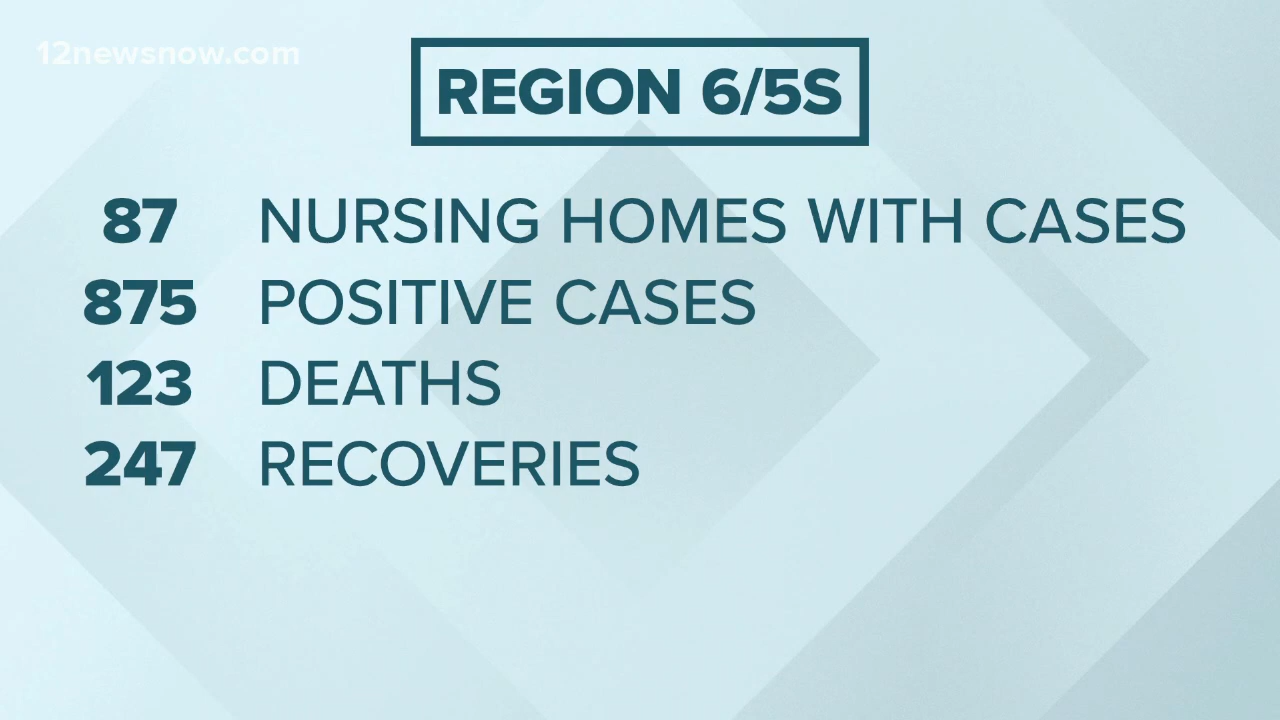 12newsnow.com
REGION 6/5S
87 NURSING HOMES WITH CASES
875 POSITIVE CASES
123 DEATHS
247 RECOVERIES